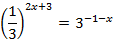 (1/3)^{2x+3} = 3^{-1-x}